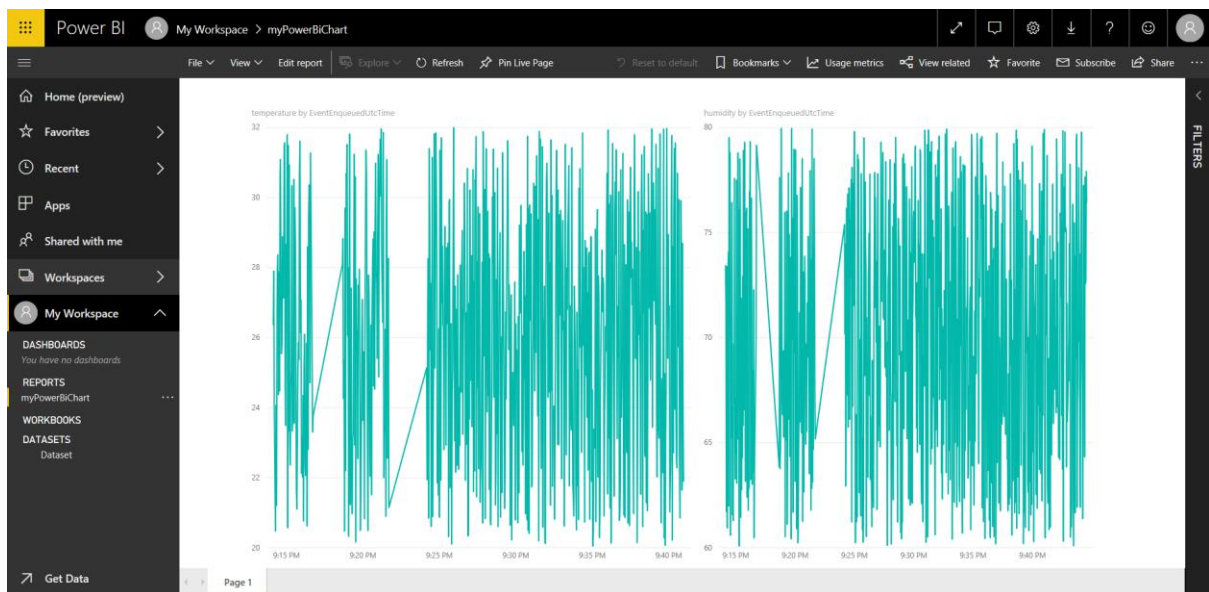 Power BI My Workspace > myPowerBiChart ?
File View Edit report Explore Refresh Pin Live Page Reset to default Bookmarks Usage metrics View related Favorite Subscribe Share ...
Home (preview)
Favorites
Recent
Apps
Shared with me
Workspaces
My Workspace
DASHBOARDS
You have no dashboards
REPORTS
myPowerBiChart ...
WORKBOOKS
DATASETS
Dataset
Get Data
temperature by EventEnqueuedUtcTime
32
30
28
26
24
22
20
9:15 PM 9:20 PM 9:25 PM 9:30 PM 9:35 PM 9:40 PM
humidity by EventEnqueuedUtcTime
80
75
70
65
60
9:15 PM 9:20 PM 9:25 PM 9:30 PM 9:35 PM 9:40 PM
FILTERS
Page 1